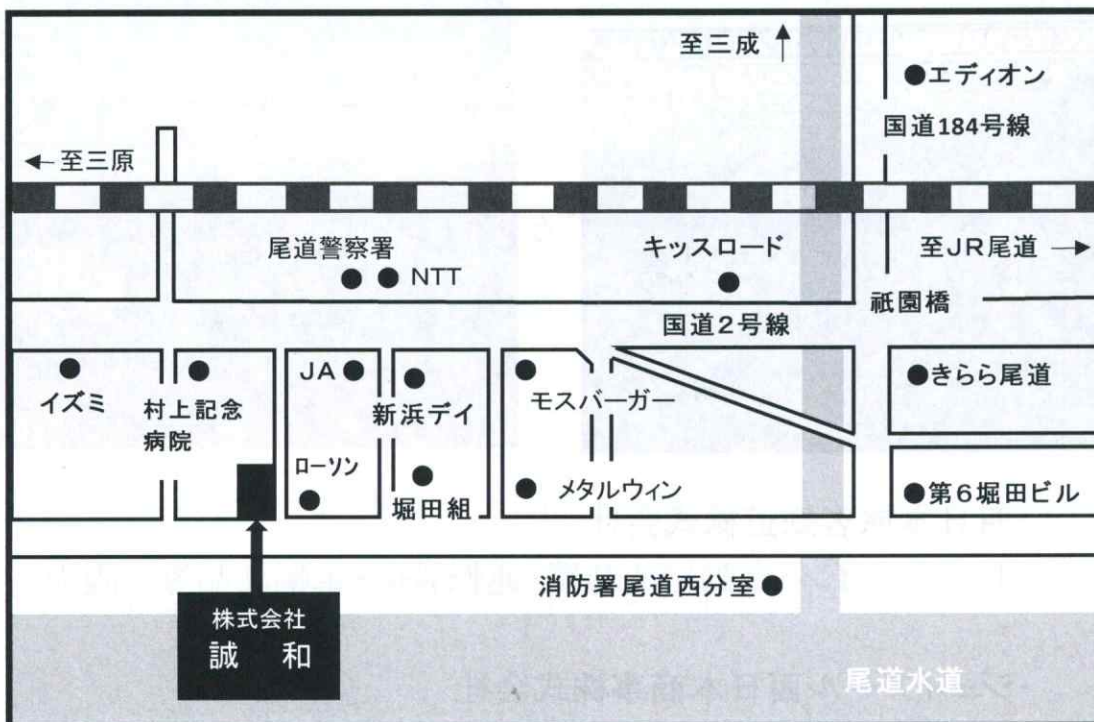 至三成
エディオン
国道184号線
至三原
尾道警察署
NTT
キッスロード
至JR尾道
祇園橋
国道2号線
イズミ
村上記念
病院
JA
新浜デイ
モスバーガー
きらら尾道
ローソン
堀田組
メタルウィン
第6堀田ビル
消防署尾道西分室
株式会社
誠 和
尾道水道